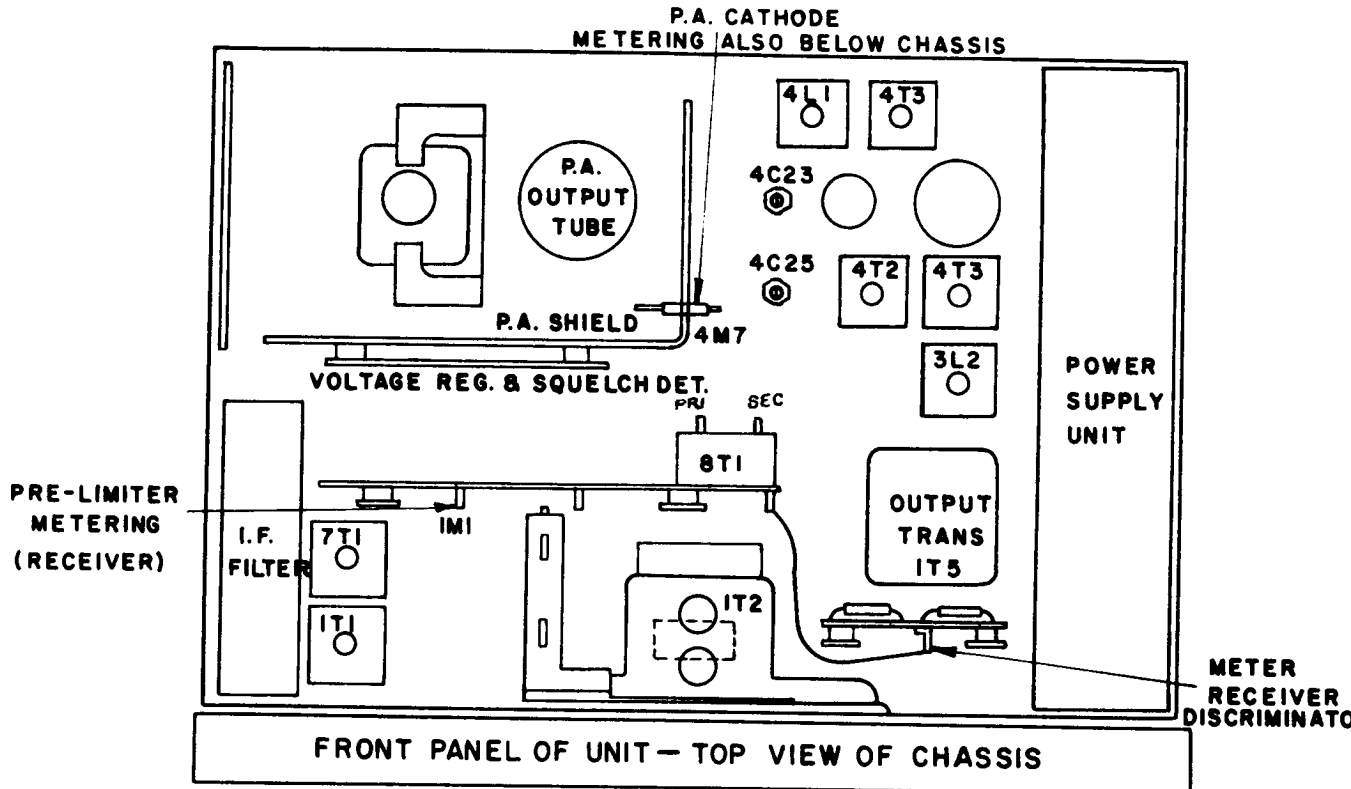 P.A. CATHODE
METERING ALSO BELOW CHASSIS
4L1
4T3
P.A.
OUTPUT
TUBE
4C23
4C25
4T2
4T3
P.A. SHIELD
4M7
3L2
VOLTAGE REG. & SQUELCH DET.
PRI
SEC
POWER
SUPPLY
UNIT
8T1
PRE-LIMITER
METERING
(RECEIVER)
1M1
OUTPUT
TRANS
1T5
I.F.
FILTER
7T1
1T1
1T2
METER
RECEIVER
DISCRIMINATO
FRONT PANEL OF UNIT — TOP VIEW OF CHASSIS